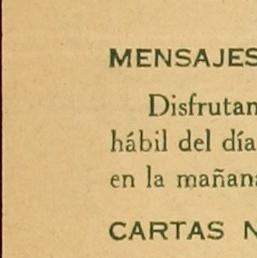 MENSAJES
Disfrutan
hábil del día
en la mañana
CARTAS N